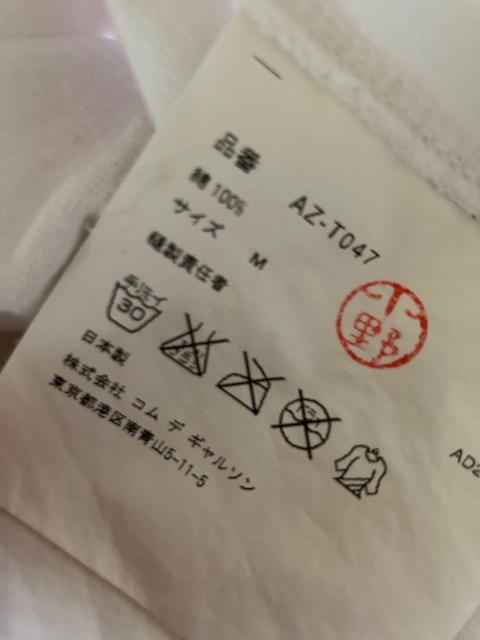 品番 AZ-T047
綿 100%
サイズ M
縫製責任者
手洗イ
30
日本製
株式会社 コム デ ギャルソン
東京都港区南青山5-11-5
AD2